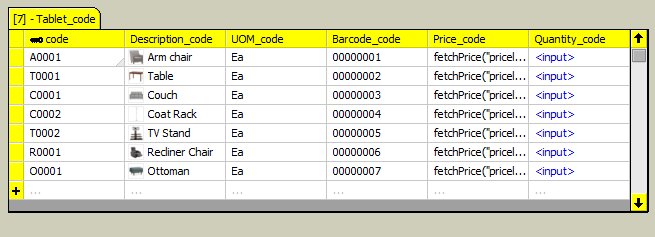 [7] - Tablet_code
code Description_code UOM_code Barcode_code Price_code Quantity_code
A0001 Arm chair Ea 00000001 fetchPrice("pricel... <input>
T0001 Table Ea 00000002 fetchPrice("pricel... <input>
C0001 Couch Ea 00000003 fetchPrice("pricel... <input>
C0002 Coat Rack Ea 00000004 fetchPrice("pricel... <input>
T0002 TV Stand Ea 00000005 fetchPrice("pricel... <input>
R0001 Recliner Chair Ea 00000006 fetchPrice("pricel... <input>
O0001 Ottoman Ea 00000007 fetchPrice("pricel... <input>
+ ... ... ... ... ... ...